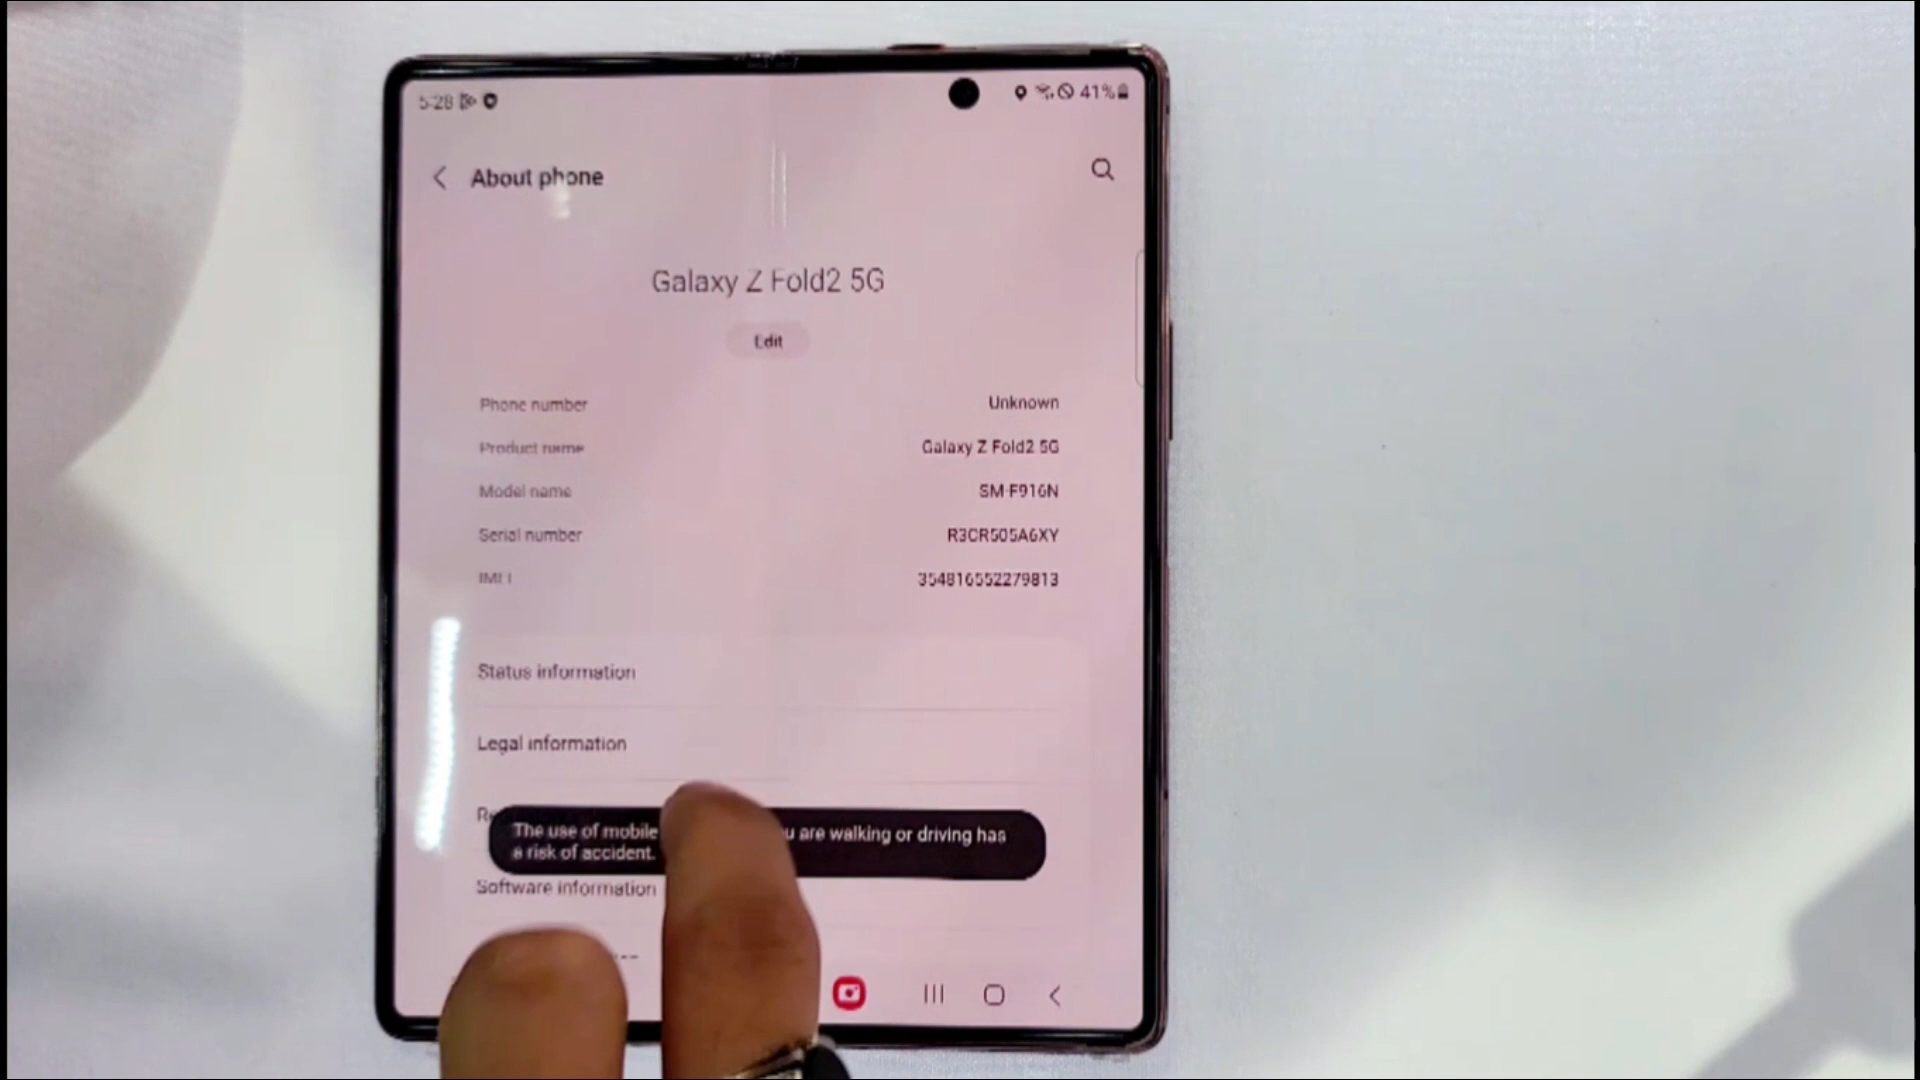 5:28
41%
About phone
Galaxy Z Fold2 5G
Edit
Phone number Unknown
Product name Galaxy Z Fold2 5G
Model name SM-F916N
Serial number R3CR505A6XY
IMEI 354816552279813
Status information
Legal information
The use of mobile u are walking or driving has
a risk of accident.
Software information